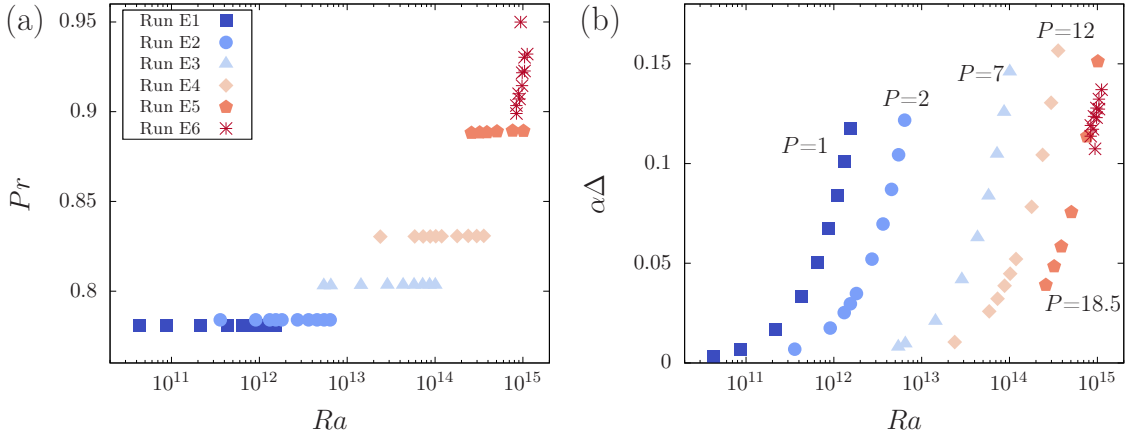 (a)
0.95
0.9
0.85
0.8
Pr
Run E1
Run E2
Run E3
Run E4
Run E5
Run E6
10^11 10^12 10^13 10^14 10^15
Ra
(b)
0.15
0.1
0.05
0
αΔ
P=12
P=7
P=2
P=1
P=18.5
10^11 10^12 10^13 10^14 10^15
Ra